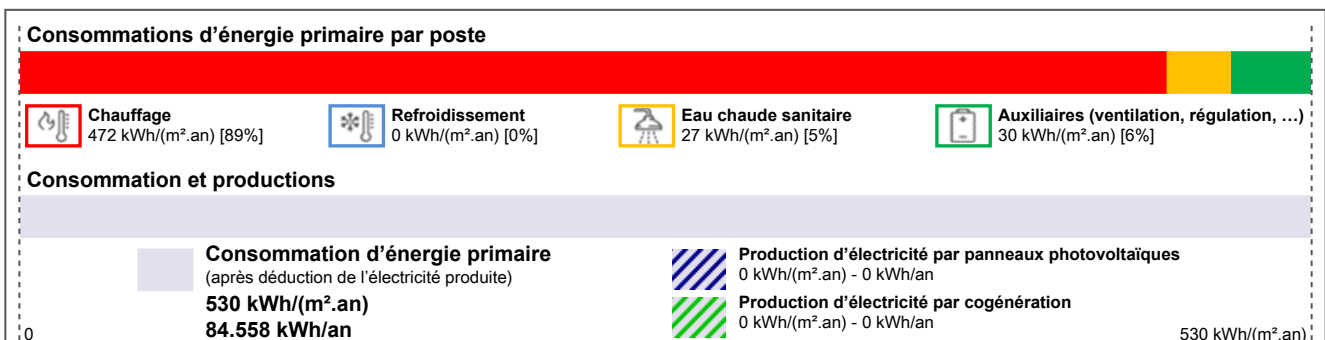 Consommations d’énergie primaire par poste
Chauffage
472 kWh/(m².an) [89%]
Refroidissement
0 kWh/(m².an) [0%]
Eau chaude sanitaire
27 kWh/(m².an) [5%]
Auxiliaires (ventilation, régulation, …)
30 kWh/(m².an) [6%]
Consommation et productions
Consommation d’énergie primaire
(après déduction de l’électricité produite)
530 kWh/(m².an)
84.558 kWh/an
Production d’électricité par panneaux photovoltaïques
0 kWh/(m².an) - 0 kWh/an
Production d’électricité par cogénération
0 kWh/(m².an) - 0 kWh/an
0
530 kWh/(m².an)